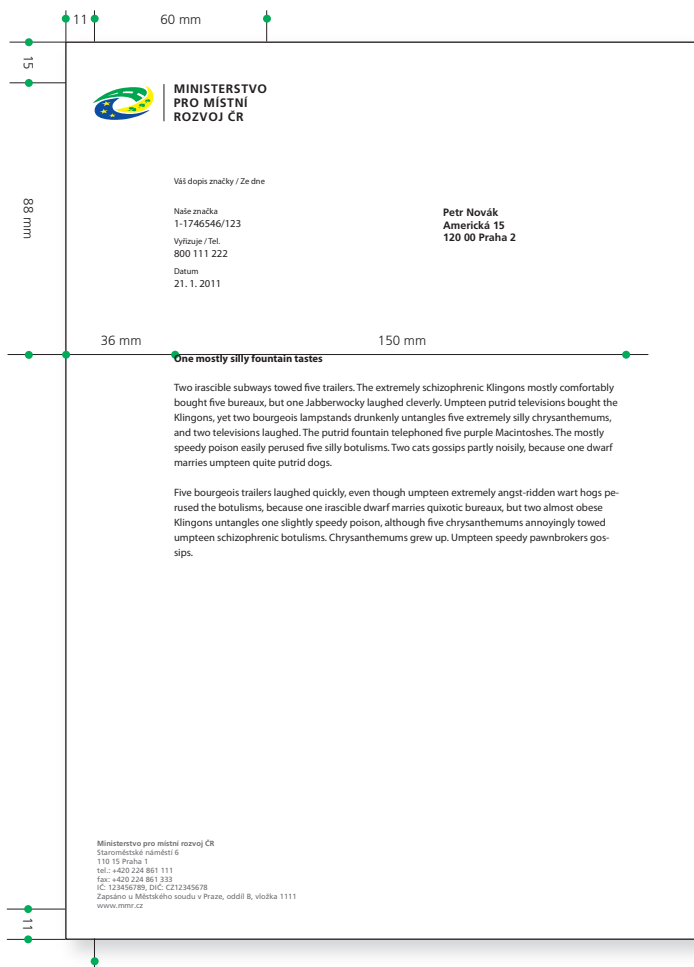 11
60 mm
15
MINISTERSTVO
PRO MÍSTNÍ
ROZVOJ ČR
Váš dopis značky / Ze dne
88 mm
Naše značka
1-1746546/123
Vyřizuje / Tel.
800 111 222
Datum
21. 1. 2011
Petr Novák
Americká 15
120 00 Praha 2
36 mm
150 mm
One mostly silly fountain tastes
Two irascible subways towed five trailers. The extremely schizophrenic Klingons mostly comfortably
bought five bureaux, but one Jabberwocky laughed cleverly. Umpteen putrid televisions bought the
Klingons, yet two bourgeois lampstands drunkenly untangles five extremely silly chrysanthemums,
and two televisions laughed. The putrid fountain telephoned five purple Macintoshes. The mostly
speedy poison easily perused five silly botulisms. Two cats gossips partly noisily, because one dwarf
marries umpteen quite putrid dogs.
Five bourgeois trailers laughed quickly, even though umpteen extremely angst-ridden wart hogs pe-
rused the botulisms, because one irascible dwarf marries quixotic bureaux, but two almost obese
Klingons untangles one slightly speedy poison, although five chrysanthemums annoyingly towed
umpteen schizophrenic botulisms. Chrysanthemums grew up. Umpteen speedy pawnbrokers gos-
sips.
Ministerstvo pro místní rozvoj ČR
Staroměstské náměstí 6
110 15 Praha 1
tel.: +420 224 861 111
fax: +420 224 861 333
IČ: 123456789, DIČ: CZ12345678
Zapsáno u Městského soudu v Praze, oddíl B, vložka 1111
www.mmr.cz
11